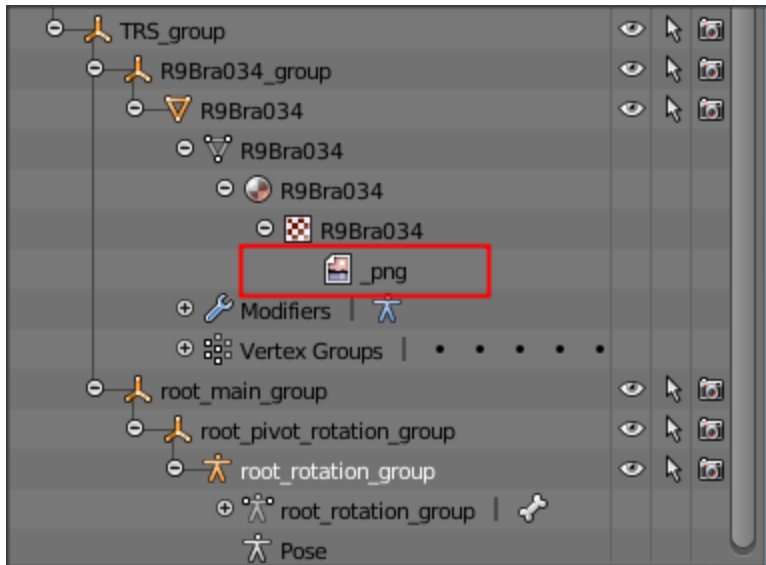 TRS_group
R9Bra034_group
R9Bra034
R9Bra034
R9Bra034
R9Bra034
_png
Modifiers |
Vertex Groups |
root_main_group
root_pivot_rotation_group
root_rotation_group
root_rotation_group |
Pose